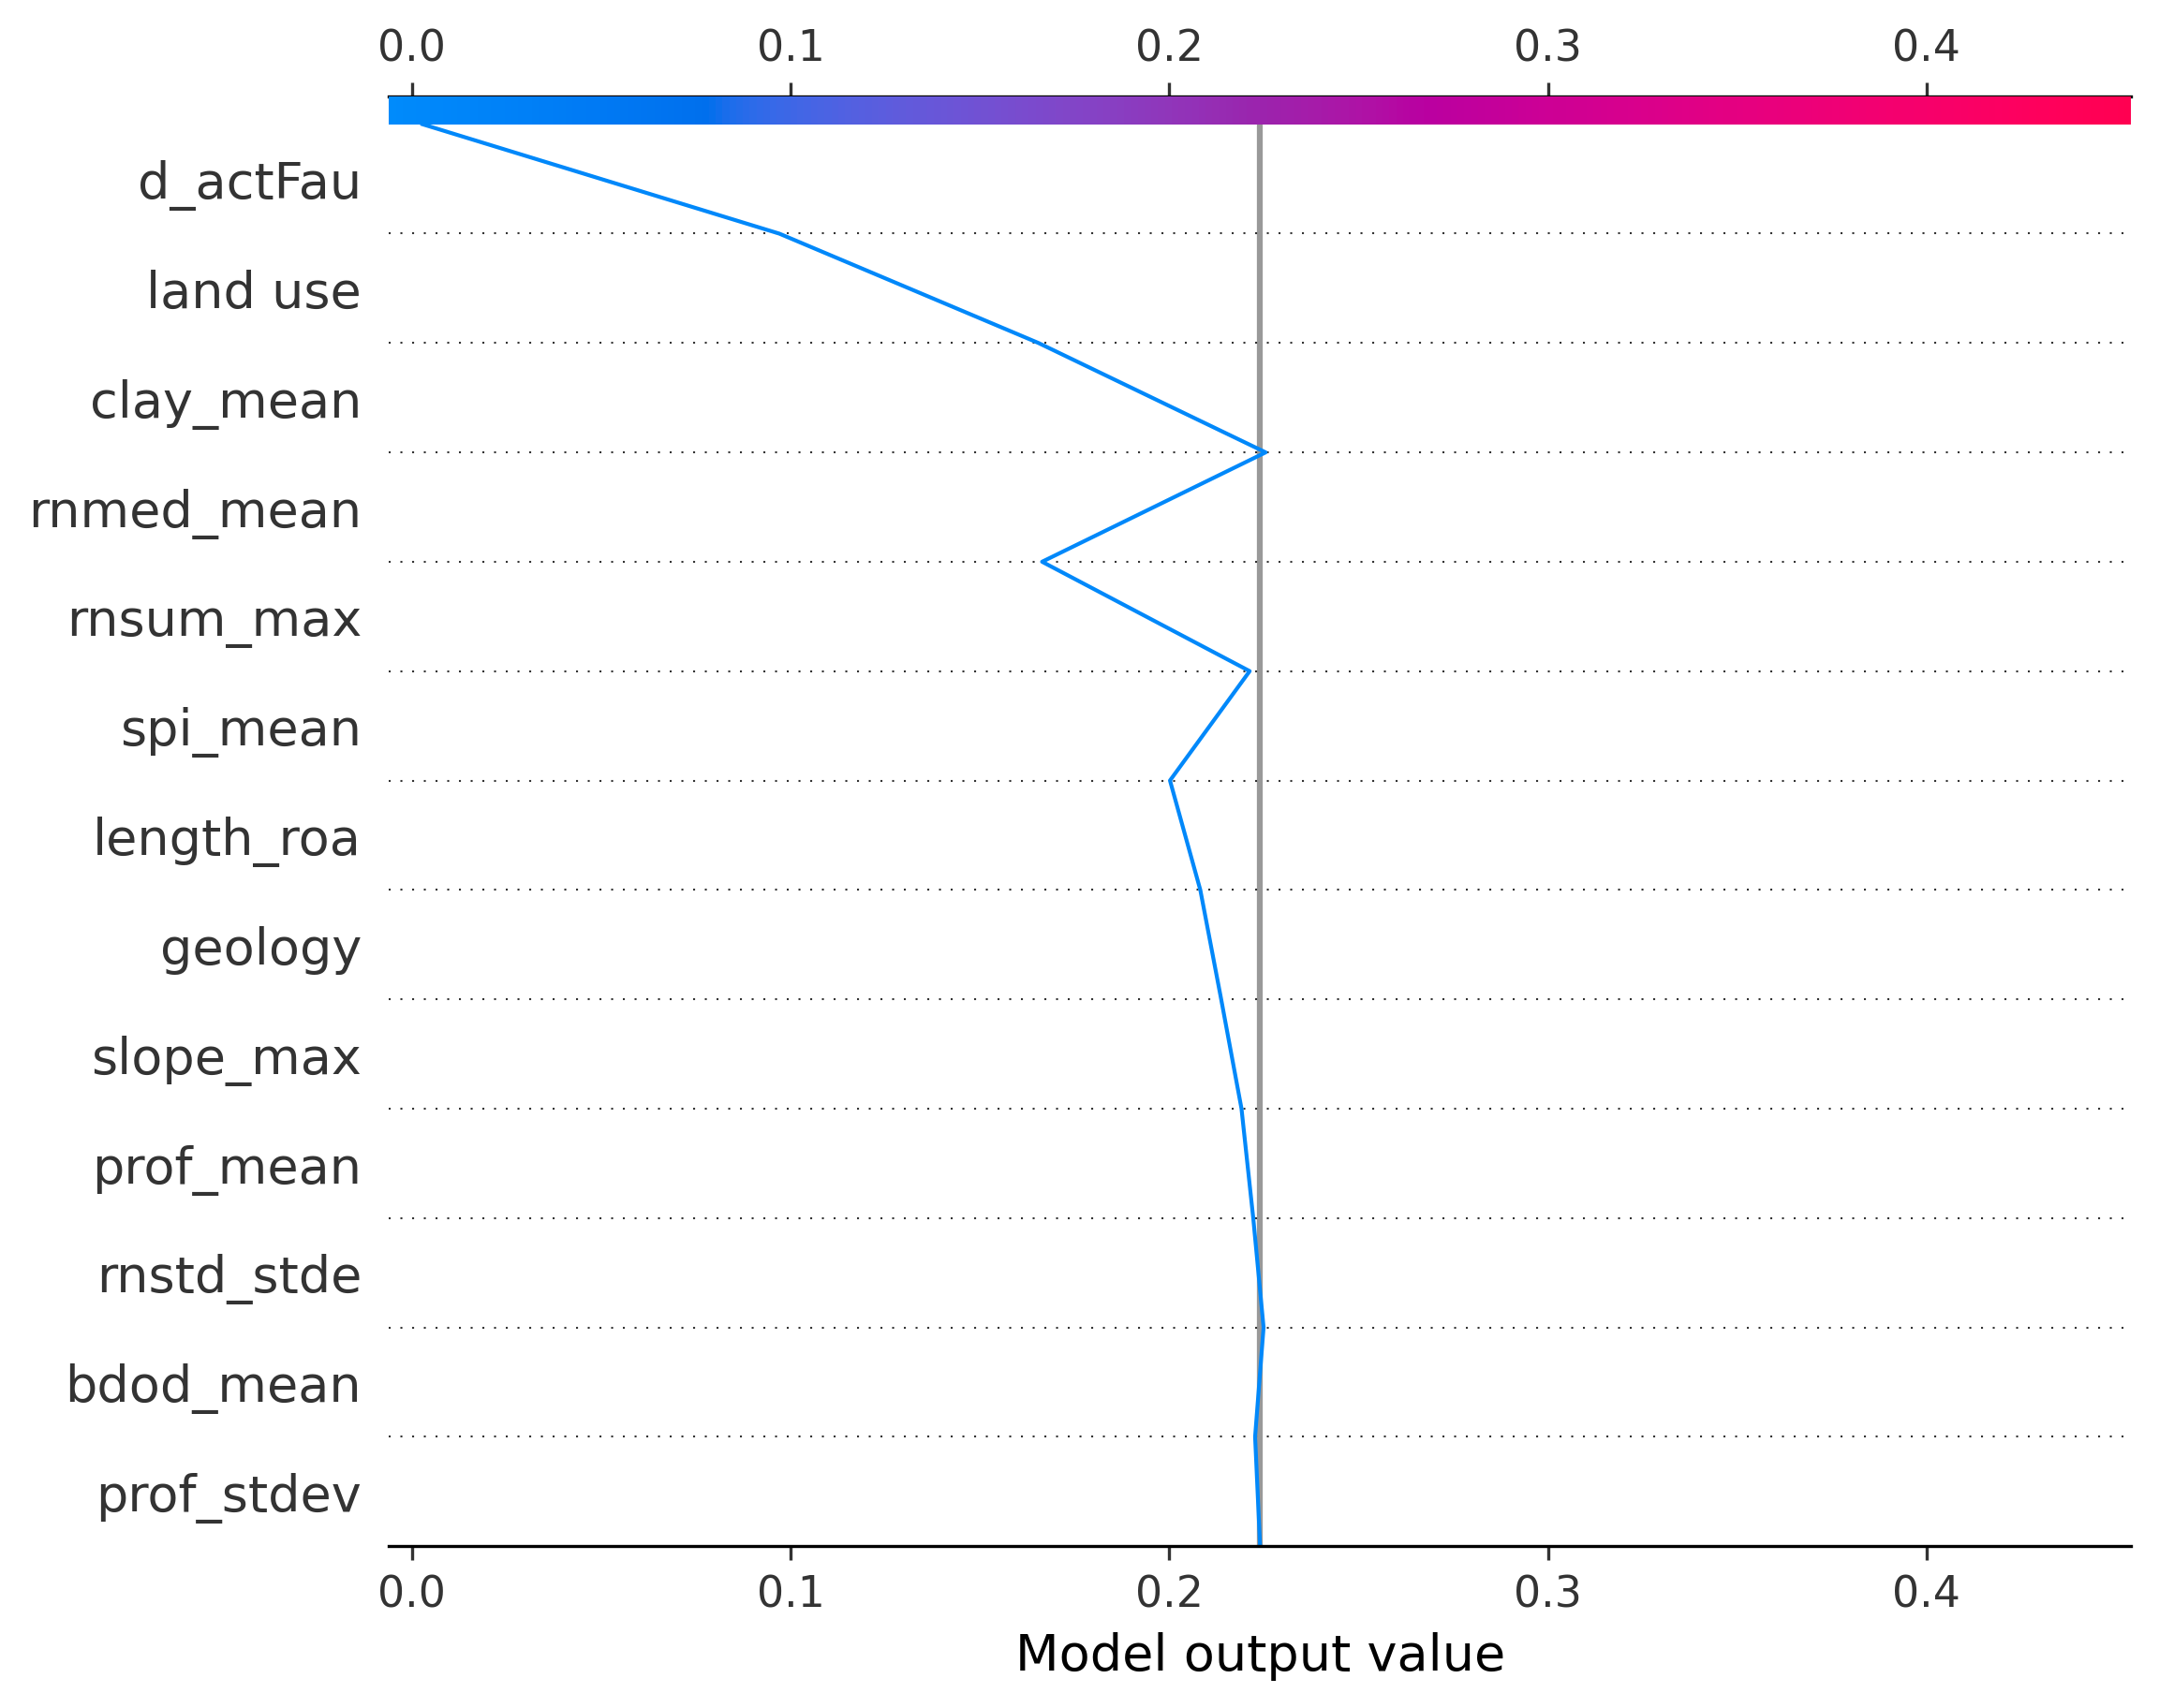 0.0 0.1 0.2 0.3 0.4
d_actFau
land use
clay_mean
rnmed_mean
rnsum_max
spi_mean
length_roa
geology
slope_max
prof_mean
rnstd_stde
bdod_mean
prof_stdev
0.0 0.1 0.2 0.3 0.4
Model output value